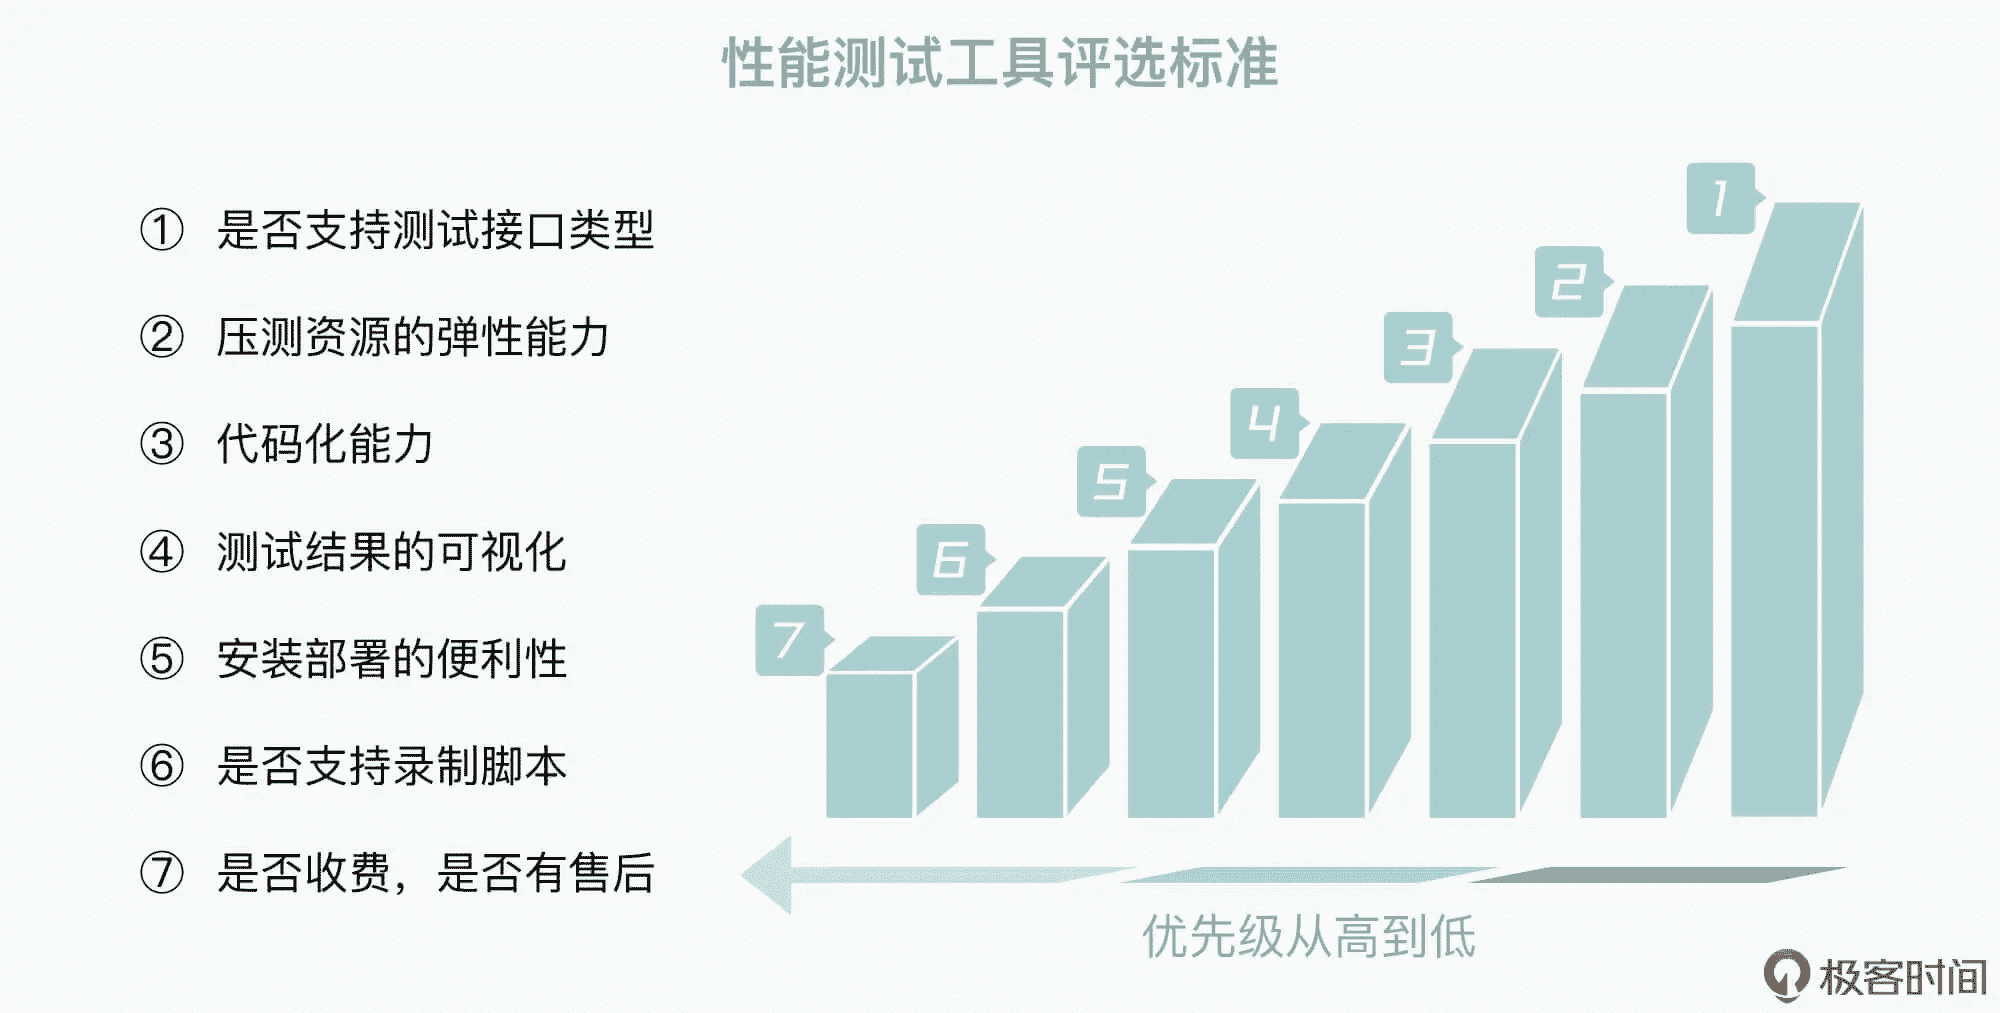 性能测试工具评选标准
① 是否支持测试接口类型
② 压测资源的弹性能力
③ 代码化能力
④ 测试结果的可视化
⑤ 安装部署的便利性
⑥ 是否支持录制脚本
⑦ 是否收费，是否有售后
1
2
3
4
5
6
7
优先级从高到低
极客时间